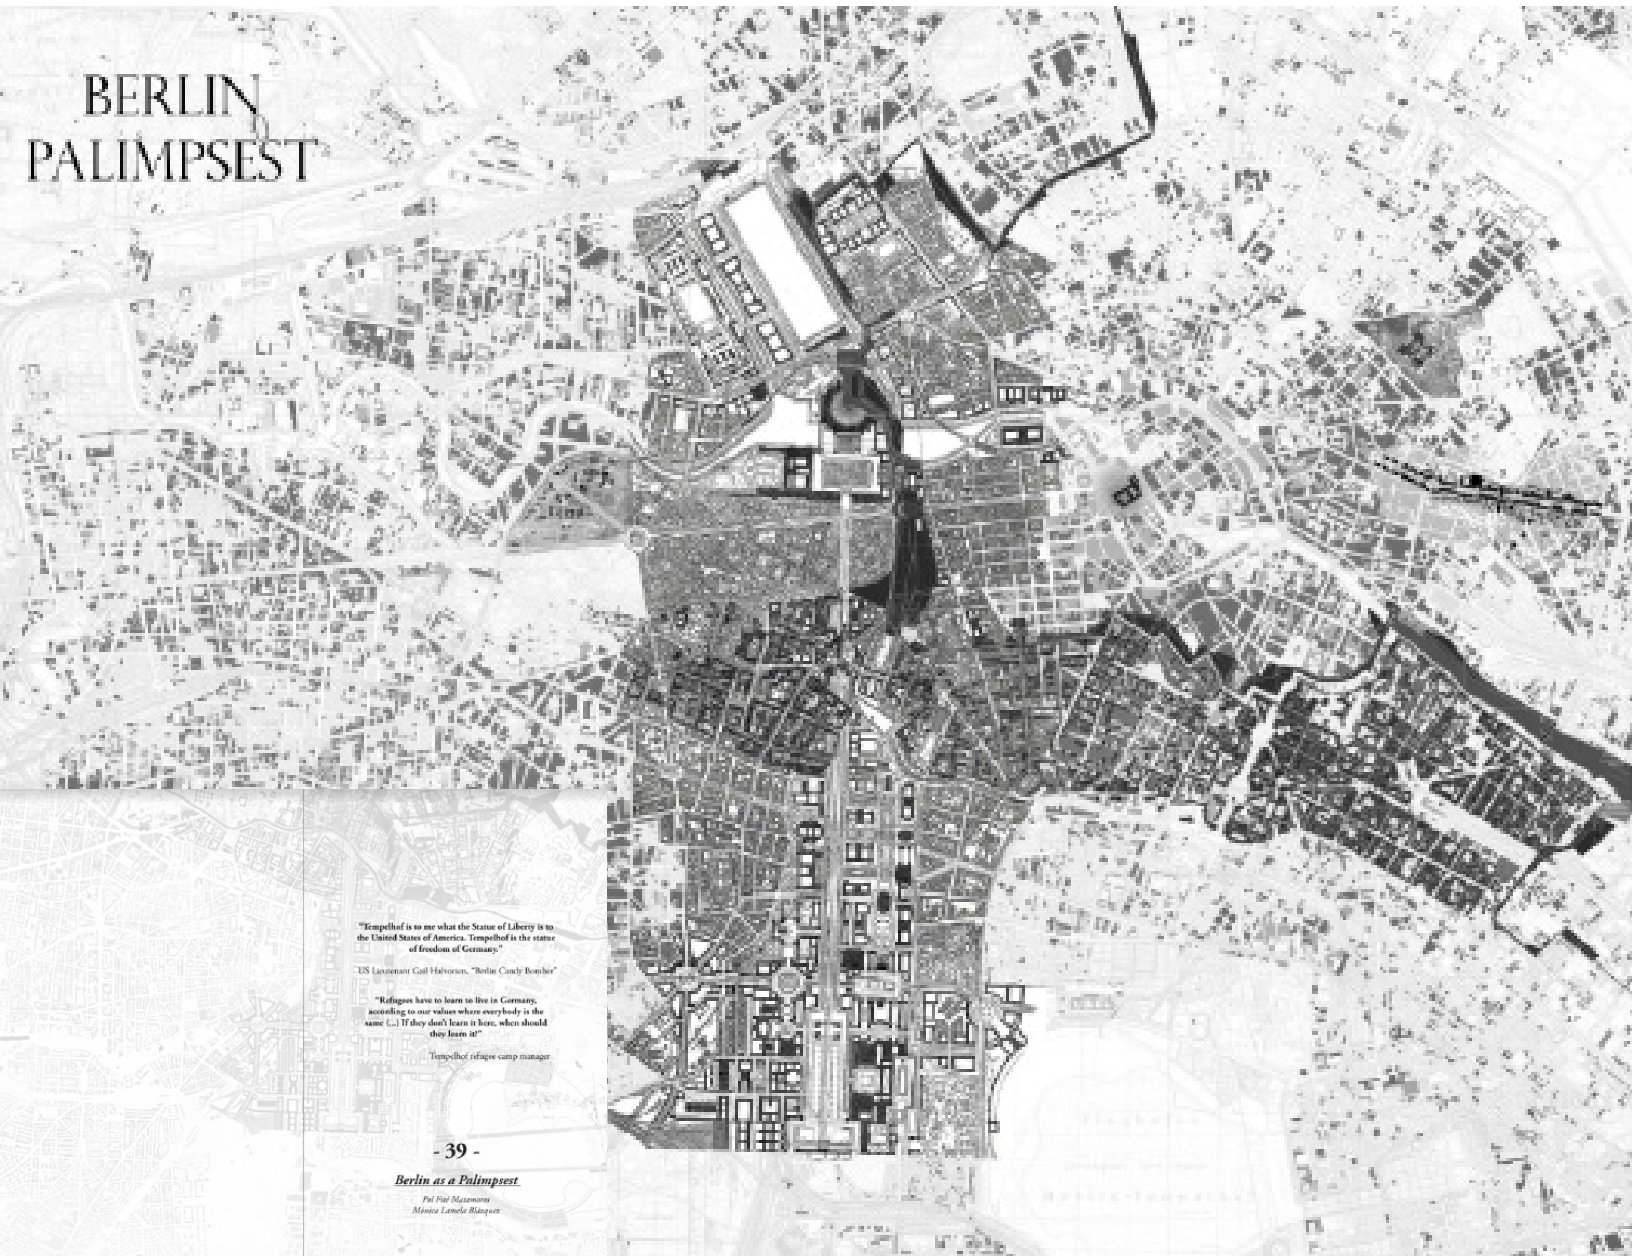 BERLIN
PALIMPSEST
"Tempelhof is to me what the Statue of Liberty is to
the United States of America. Tempelhof is the statue
of freedom of Germany."
US Lieutenant Gail Halvorsen, "Berlin Candy Bomber"
"Refugees have to learn to live in Germany,
according to our values where everybody is the
same (...) If they don't learn it here, when should
they learn it?"
Tempelhof refugee camp manager
- 39 -
Berlin as a Palimpsest
Pol Fité Matamoros
Mónica Lamela Blázquez